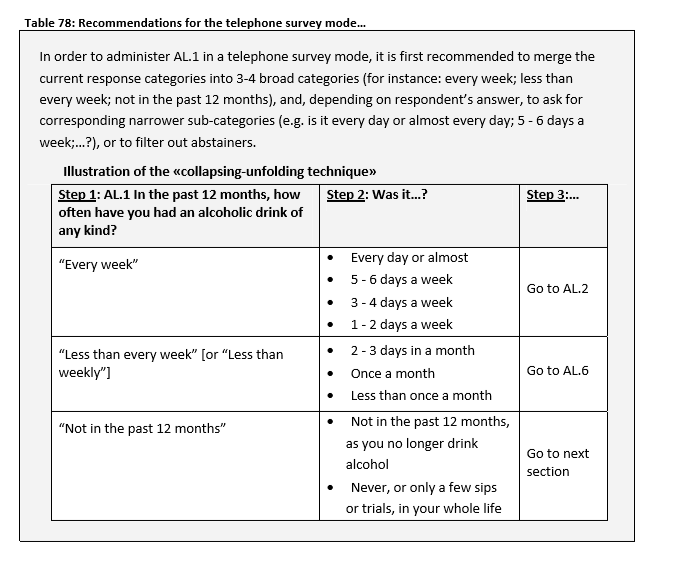 Table 78: Recommendations for the telephone survey mode...
In order to administer AL.1 in a telephone survey mode, it is first recommended to merge the
current response categories into 3-4 broad categories (for instance: every week; less than
every week; not in the past 12 months), and, depending on respondent's answer, to ask for
corresponding narrower sub-categories (e.g. is it every day or almost every day; 5 - 6 days a
week;...?), or to filter out abstainers.
Illustration of the «collapsing-unfolding technique»
Step 1: AL.1 In the past 12 months, how
often have you had an alcoholic drink of
any kind?
Step 2: Was it...?
Step 3:...
“Every week”
• Every day or almost
• 5 - 6 days a week
• 3 - 4 days a week
• 1 - 2 days a week
Go to AL.2
“Less than every week” [or “Less than
weekly”]
• 2 - 3 days in a month
• Once a month
• Less than once a month
Go to AL.6
“Not in the past 12 months”
• Not in the past 12 months,
as you no longer drink
alcohol
• Never, or only a few sips
or trials, in your whole life
Go to next
section